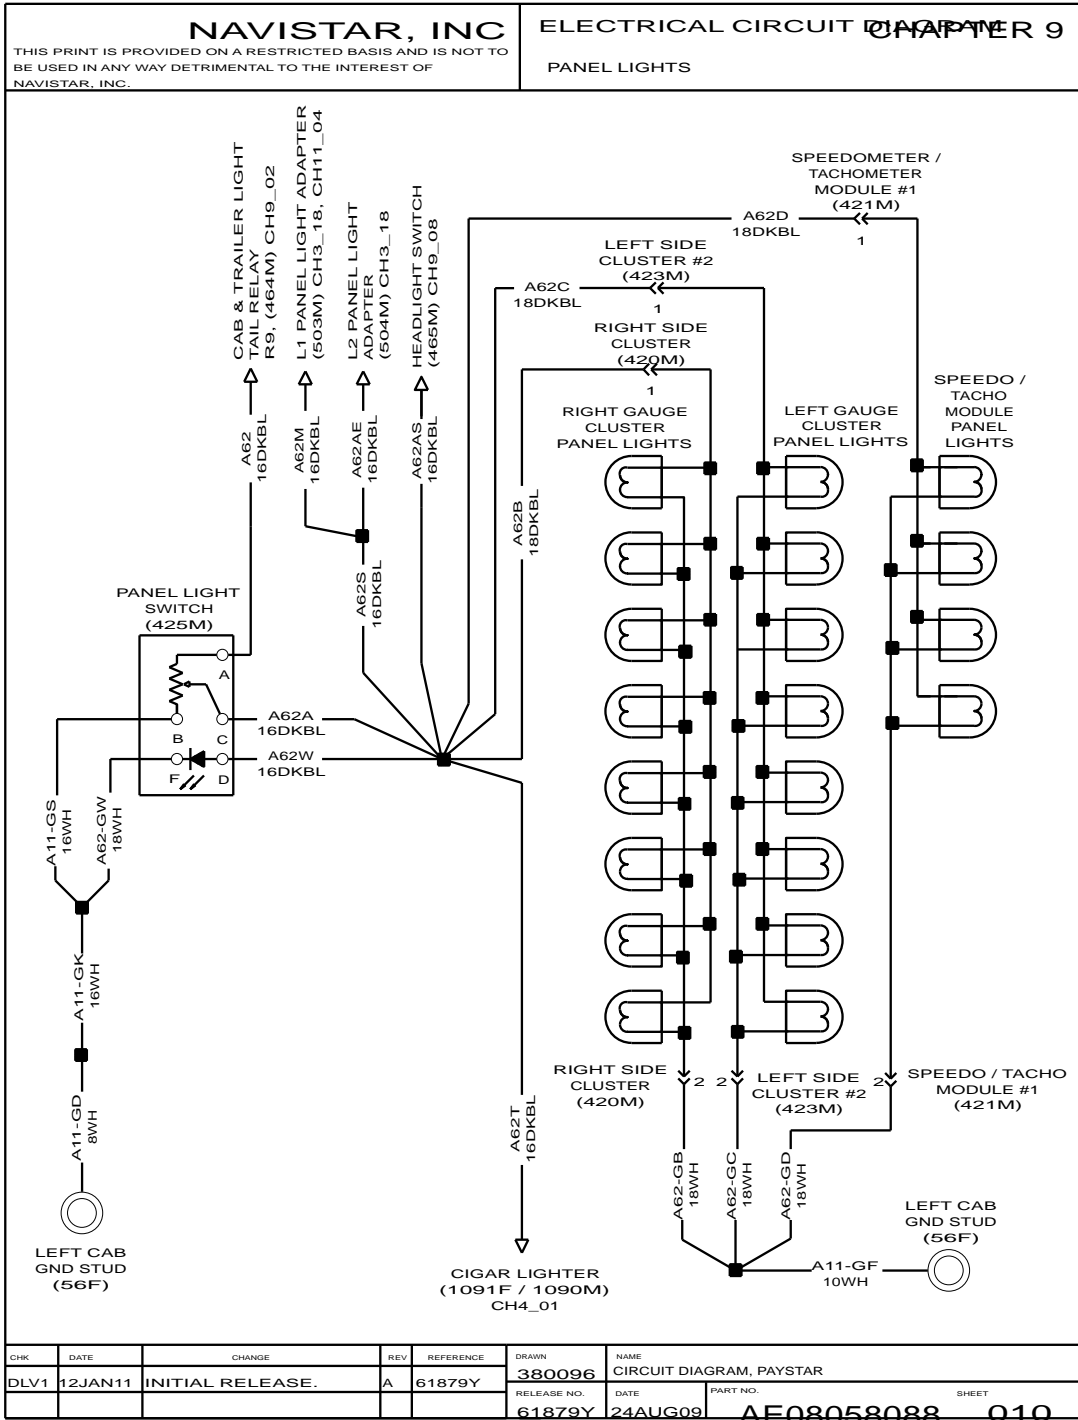 NAVISTAR, INC
THIS PRINT IS PROVIDED ON A RESTRICTED BASIS AND IS NOT TO
BE USED IN ANY WAY DETRIMENTAL TO THE INTEREST OF
NAVISTAR, INC.
ELECTRICAL CIRCUIT DIAGRAM
CHAPTER 9
PANEL LIGHTS
CAB & TRAILER LIGHT
TAIL RELAY
R9, (464M) CH9_02
L1 PANEL LIGHT ADAPTER
(503M) CH3_18, CH11_04
L2 PANEL LIGHT
ADAPTER
(504M) CH3_18
HEADLIGHT SWITCH
(465M) CH9_08
SPEEDOMETER /
TACHOMETER
MODULE #1
(421M)
A62D
18DKBL
1
LEFT SIDE
CLUSTER #2
(423M)
A62C
18DKBL
1
RIGHT SIDE
CLUSTER
(420M)
1
A62
16DKBL
A62M
16DKBL
A62AE
16DKBL
A62AS
16DKBL
RIGHT GAUGE
CLUSTER
PANEL LIGHTS
LEFT GAUGE
CLUSTER
PANEL LIGHTS
SPEEDO /
TACHO
MODULE
PANEL
LIGHTS
A62B
18DKBL
A62S
16DKBL
PANEL LIGHT
SWITCH
(425M)
A
B
C
F
D
A62A
16DKBL
A62W
16DKBL
A11-GS
16WH
A62-GW
18WH
A11-GK
16WH
A11-GD
8WH
LEFT CAB
GND STUD
(56F)
A62T
16DKBL
CIGAR LIGHTER
(1091F / 1090M)
CH4_01
RIGHT SIDE
CLUSTER
(420M)
2
2
LEFT SIDE
CLUSTER #2
(423M)
2
SPEEDO / TACHO
MODULE #1
(421M)
A62-GB
18WH
A62-GC
18WH
A62-GD
18WH
A11-GF
10WH
LEFT CAB
GND STUD
(56F)
CHK DATE CHANGE REV REFERENCE
DLV1 12JAN11 INITIAL RELEASE. A 61879Y
DRAWN
380096
NAME
CIRCUIT DIAGRAM, PAYSTAR
RELEASE NO.
61879Y
DATE
24AUG09
PART NO.
AE08058088
SHEET
010